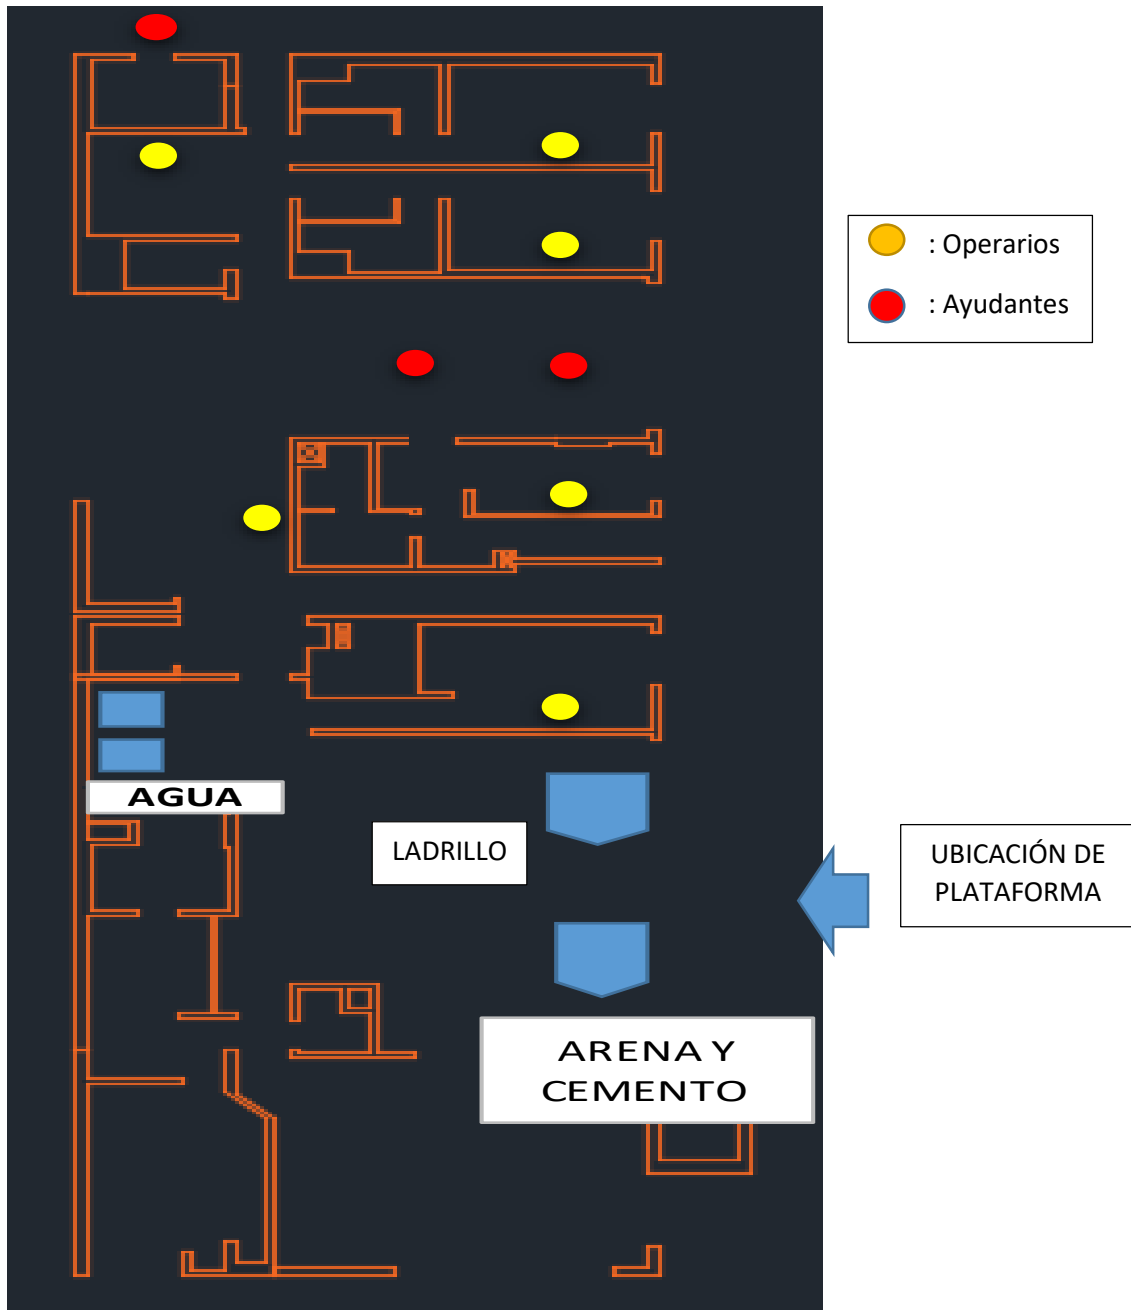 : Operarios
: Ayudantes
AGUA
LADRILLO
UBICACIÓN DE
PLATAFORMA
ARENA Y
CEMENTO